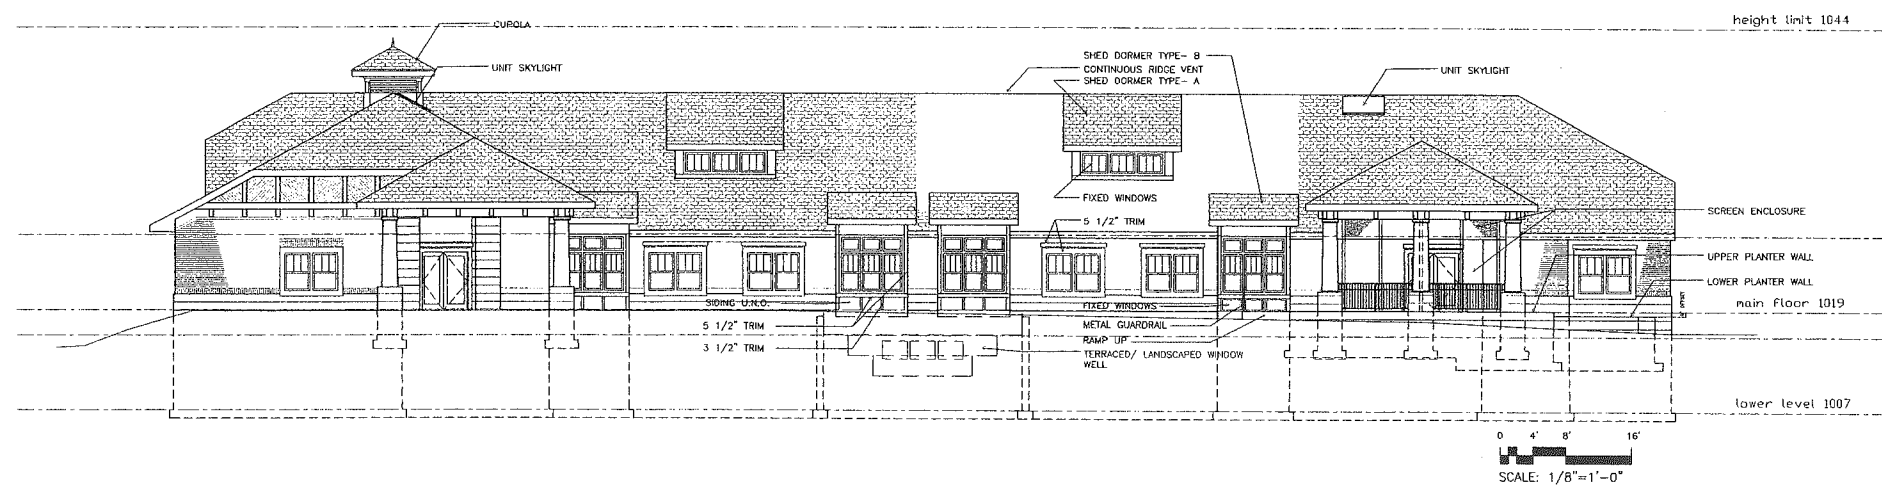 CUPOLA
height limit 1044
SHED DORMER TYPE- B
UNIT SKYLIGHT
CONTINUOUS RIDGE VENT
UNIT SKYLIGHT
SHED DORMER TYPE- A
FIXED WINDOWS
SCREEN ENCLOSURE
5 1/2" TRIM
UPPER PLANTER WALL
LOWER PLANTER WALL
SIDING U.N.O.
FIXED WINDOWS
main floor 1019
5 1/2" TRIM
METAL GUARDRAIL
RAMP UP
3 1/2" TRIM
TERRACED/ LANDSCAPED WINDOW
WELL
lower level 1007
0 4' 8' 16'
SCALE: 1/8"=1'-0"